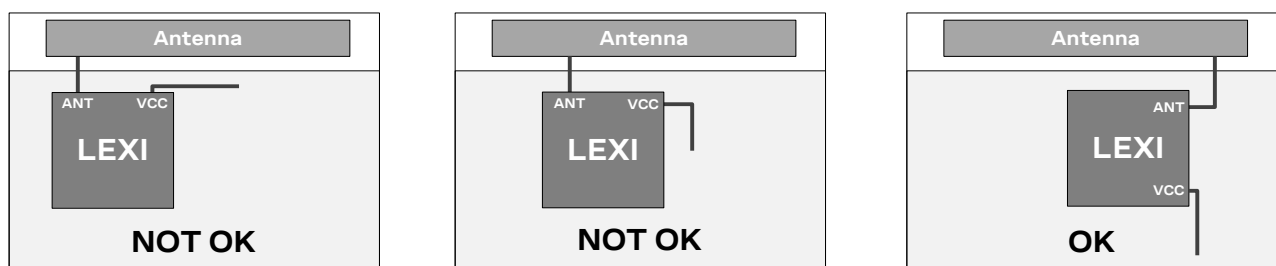 Antenna
ANT VCC
LEXI
NOT OK
Antenna
ANT VCC
LEXI
NOT OK
Antenna
ANT
LEXI
VCC
OK